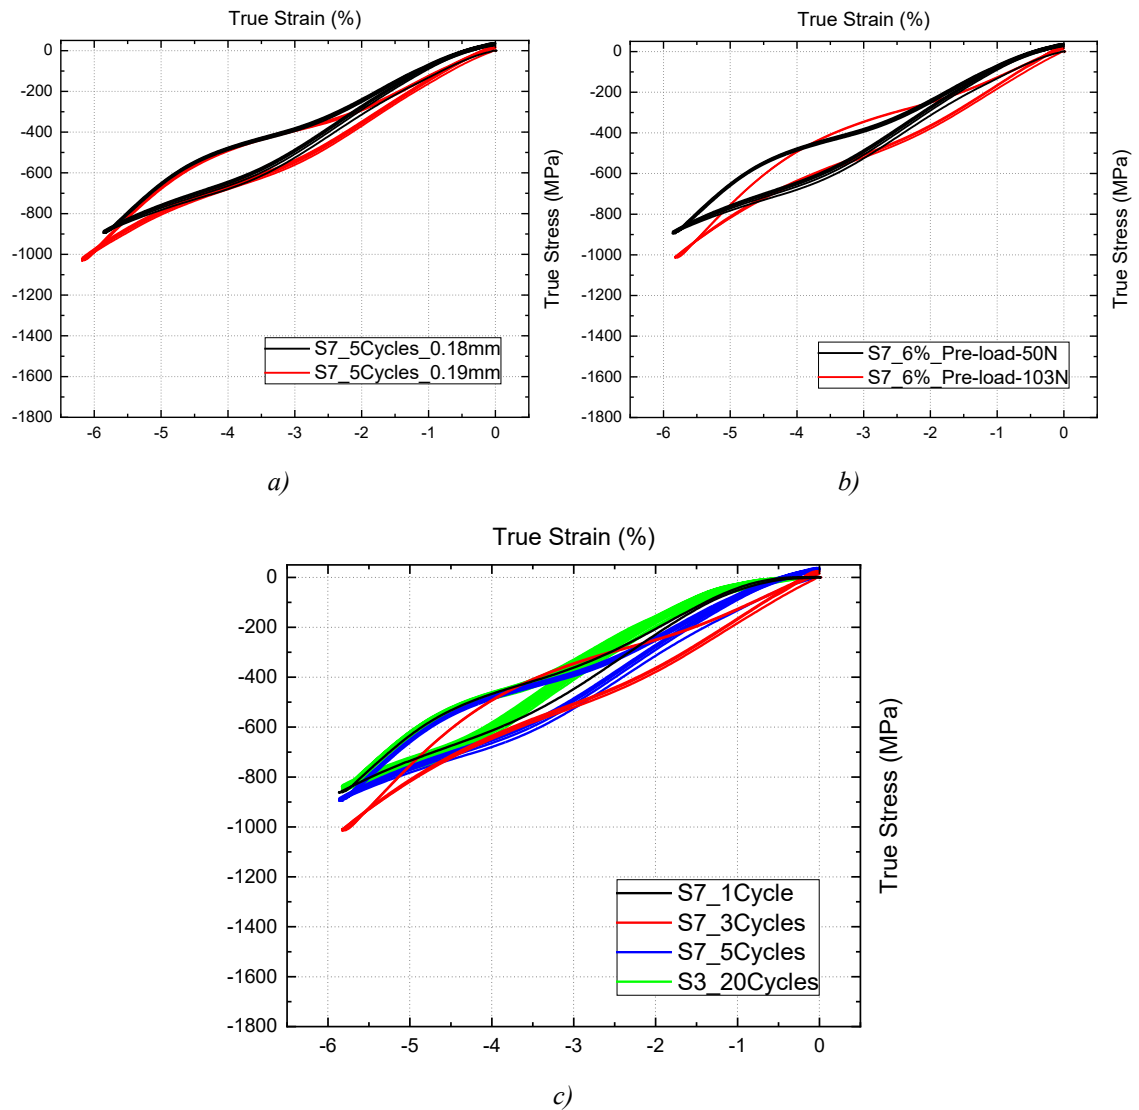 True Strain (%)
0
-200
-400
-600
-800
-1000
-1200
-1400
-1600
-1800
-6 -5 -4 -3 -2 -1 0
True Stress (MPa)
S7_5Cycles_0.18mm
S7_5Cycles_0.19mm
a)
True Strain (%)
0
-200
-400
-600
-800
-1000
-1200
-1400
-1600
-1800
-6 -5 -4 -3 -2 -1 0
True Stress (MPa)
S7_6%_Pre-load-50N
S7_6%_Pre-load-103N
b)
True Strain (%)
0
-200
-400
-600
-800
-1000
-1200
-1400
-1600
-1800
-6 -5 -4 -3 -2 -1 0
True Stress (MPa)
S7_1Cycle
S7_3Cycles
S7_5Cycles
S3_20Cycles
c)